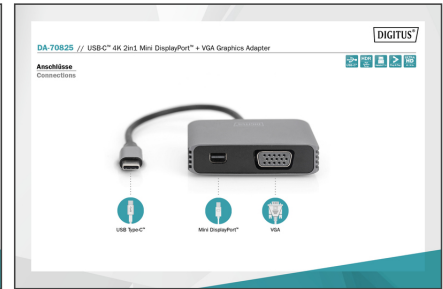 DIGITUS®
DA-70825 // USB-C™ 4K 2in1 Mini DisplayPort™ + VGA Graphics Adapter
Anschlüsse
Connections
USB Type-C™
Mini DisplayPort™
VGA